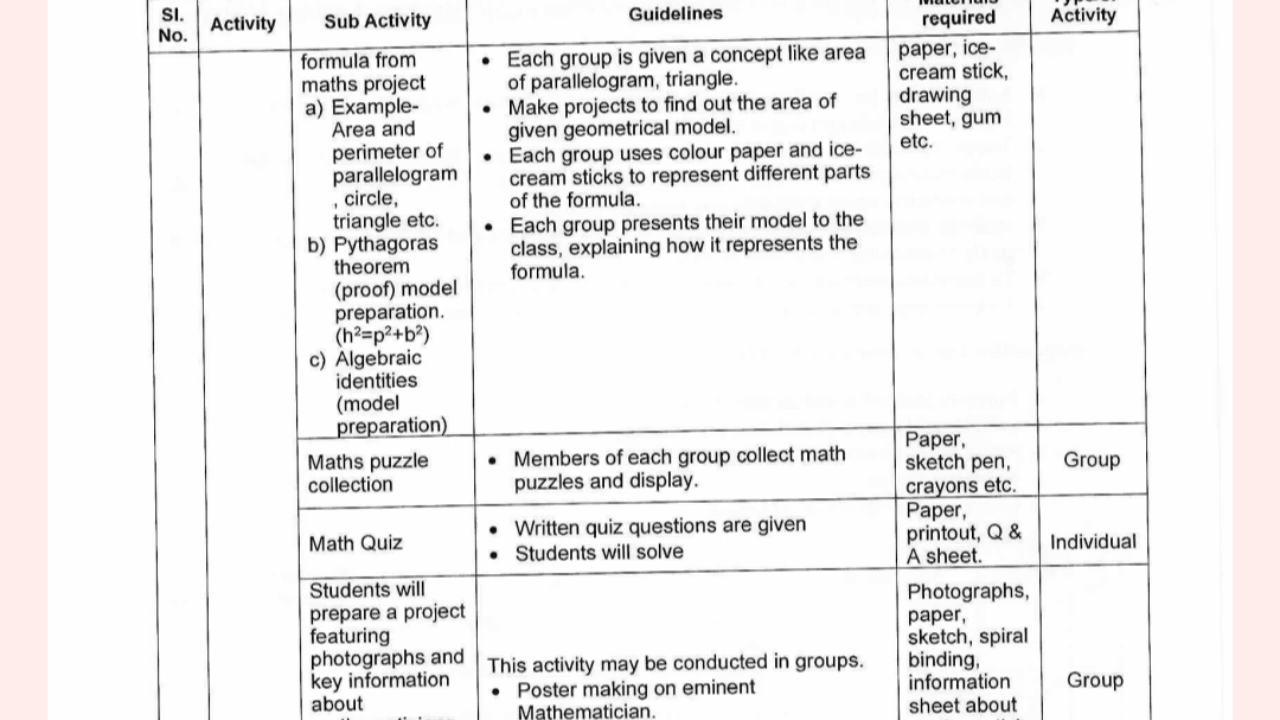 Sl.
No.
Activity
Sub Activity
Guidelines
Materials
required
Activity
formula from
maths project
a) Example-
Area and
perimeter of
parallelogram
, circle,
triangle etc.
b) Pythagoras
theorem
(proof) model
preparation.
(h²=p²+b²)
c) Algebraic
identities
(model
preparation)
• Each group is given a concept like area
of parallelogram, triangle.
• Make projects to find out the area of
given geometrical model.
• Each group uses colour paper and ice-
cream sticks to represent different parts
of the formula.
• Each group presents their model to the
class, explaining how it represents the
formula.
paper, ice-
cream stick,
drawing
sheet, gum
etc.
Maths puzzle
collection
• Members of each group collect math
puzzles and display.
Paper,
sketch pen,
crayons etc.
Group
Math Quiz
• Written quiz questions are given
• Students will solve
Paper,
printout, Q &
A sheet.
Individual
Students will
prepare a project
featuring
photographs and
key information
about
This activity may be conducted in groups.
• Poster making on eminent
Mathematician.
Photographs,
paper,
sketch, spiral
binding,
information
sheet about
Group